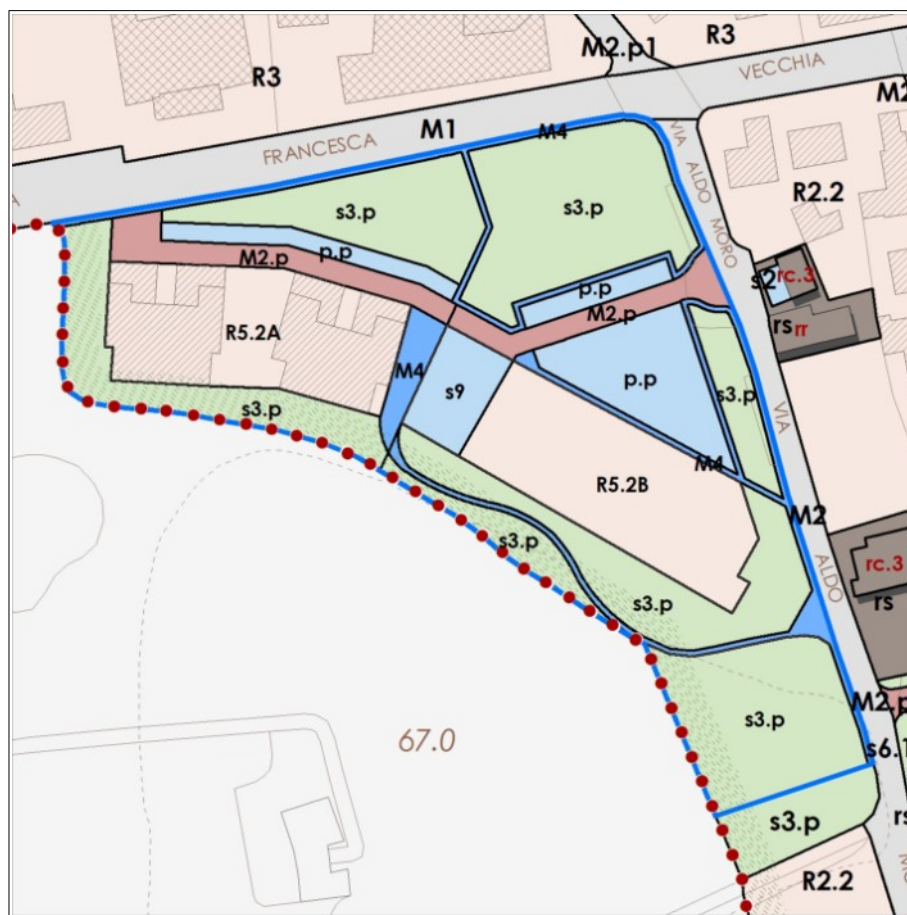 M2.p1
R3
R3
VECCHIA
M2
M1
M4
FRANCESCA
VIA ALDO MORO
A
R2.2
s3.p
s3.p
M2.p
p.p
s2
rc.3
p.p
M2.p
rs
rr
R5.2A
M4
s9
p.p
s3.p
s3.p
VIA
M4
R5.2B
M2
s3.p
rc.3
ALDO
s3.p
rs
M2.p
s3.p
67.0
s6.1
s3.p
rs
R2.2